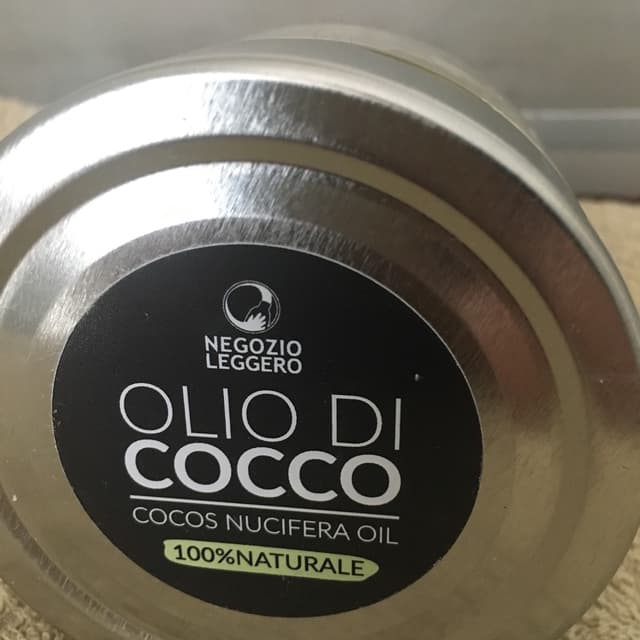 NEGOZIO
LEGGERO
OLIO DI
COCCO
COCOS NUCIFERA OIL
100%NATURALE